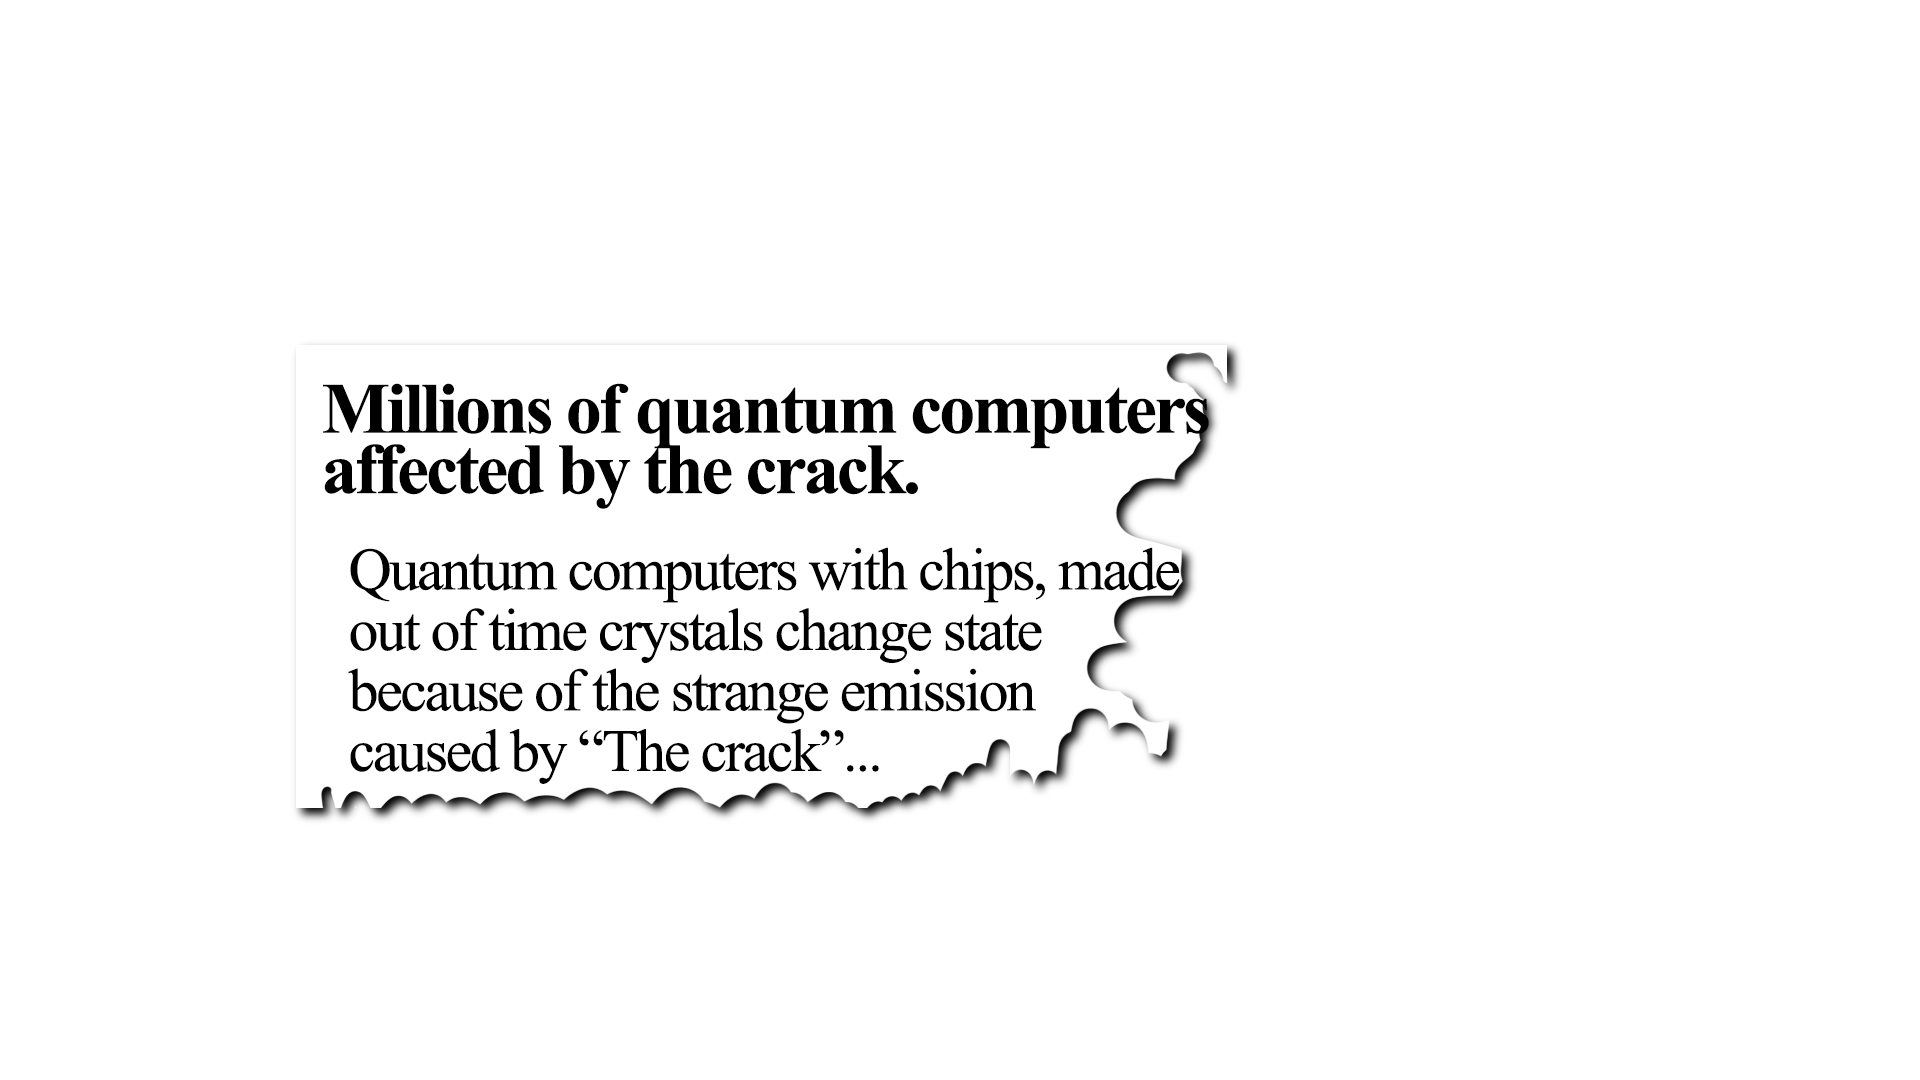 Millions of quantum computers
affected by the crack.
Quantum computers with chips, made
out of time crystals change state
because of the strange emission
caused by “The crack”...